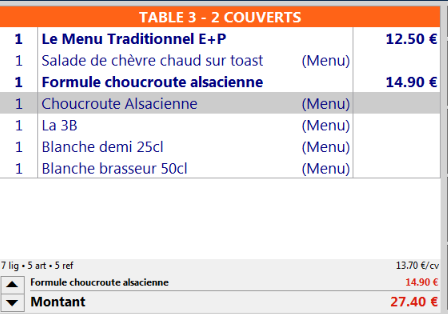 TABLE 3 - 2 COUVERTS
1 Le Menu Traditionnel E+P 12.50 €
1 Salade de chèvre chaud sur toast (Menu)
1 Formule choucroute alsacienne 14.90 €
1 Choucroute Alsacienne (Menu)
1 La 3B (Menu)
1 Blanche demi 25cl (Menu)
1 Blanche brasseur 50cl (Menu)
7 lig • 5 art • 5 ref 13.70 €/cv
Formule choucroute alsacienne 14.90 €
Montant 27.40 €